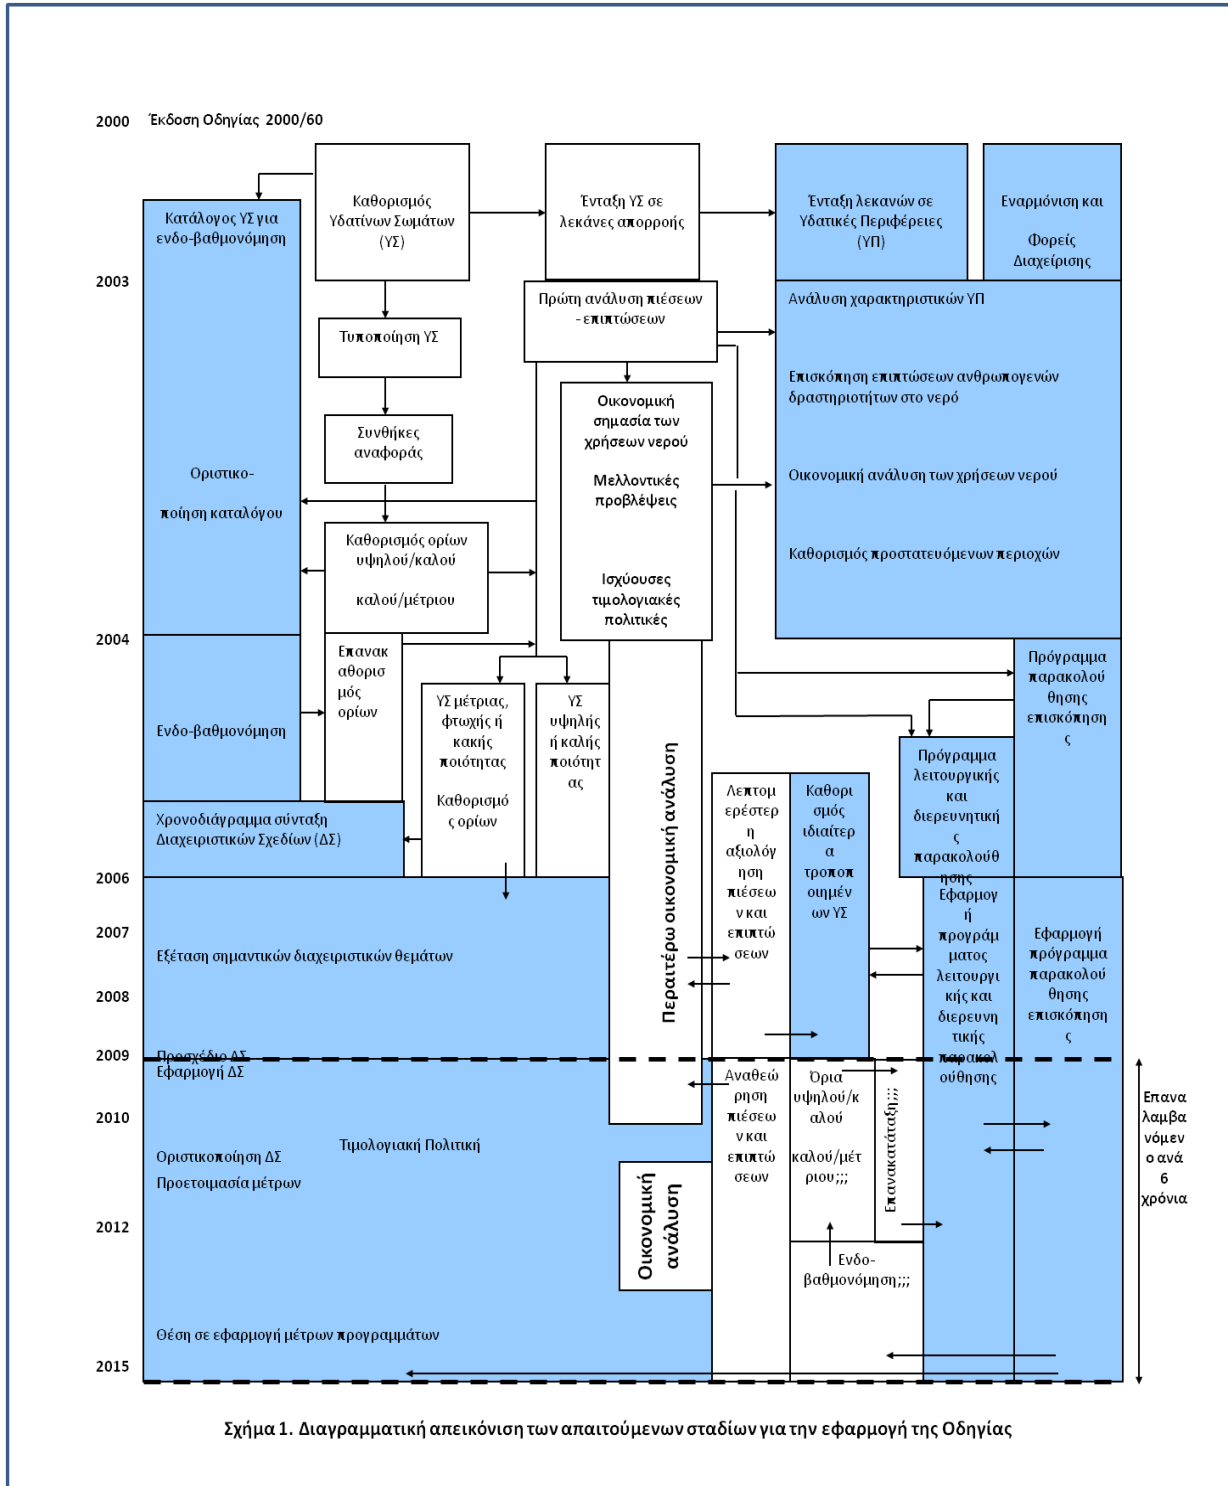 2000 Έκδοση Οδηγίας 2000/60
Καθορισμός
Υδατίνων Σωμάτων
(ΥΣ)
Ένταξη ΥΣ σε
λεκάνες απορροής
Ένταξη λεκανών σε
Υδατικές Περιφέρειες
(ΥΠ)
Εναρμόνιση και
Φορείς
Διαχείρισης
Κατάλογος ΥΣ για
ενδο-βαθμονόμηση
2003
Πρώτη ανάλυση πιέσεων
- επιπτώσεων
Ανάλυση χαρακτηριστικών ΥΠ
Επισκόπηση επιπτώσεων ανθρωπογενών
δραστηριοτήτων στο νερό
Οικονομική ανάλυση των χρήσεων νερού
Καθορισμός προστατευόμενων περιοχών
Τυποποίηση ΥΣ
Συνθήκες
αναφοράς
Οικονομική
σημασία των
χρήσεων νερού
Μελλοντικές
προβλέψεις
Ισχύουσες
τιμολογιακές
πολιτικές
Οριστικο-
ποίηση καταλόγου
Καθορισμός ορίων
υψηλού/καλού
καλού/μέτριου
2004
Επανακ
αθορισ
μός
ορίων
Ενδο-βαθμονόμηση
ΥΣ μέτριας,
φτωχής ή
κακής
ποιότητας
Καθορισμό
ς ορίων
ΥΣ
υψηλής
ή καλής
ποιότητ
ας
Περαιτέρω οικονομική ανάλυση
Πρόγραμμα
παρακολού
θησης
επισκόπηση
ς
Πρόγραμμα
λειτουργικής
και
διερευνητική
ς
παρακολούθ
ησης
Λεπτομ
ερέστερ
η
αξιολόγ
ηση
πιέσεω
ν και
επιπτώ
σεων
Καθορι
σμός
ιδιαίτερ
α
τροποπ
οιημέν
ων ΥΣ
Χρονοδιάγραμμα σύνταξη
Διαχειριστικών Σχεδίων (ΔΣ)
2006
2007
Εξέταση σημαντικών διαχειριστικών θεμάτων
2008
Εφαρμογ
ή
προγράμ
ματος
λειτουργ
ικής και
διερευνη
τικής
παρακολ
ούθησης
Εφαρμογή
πρόγραμμα
παρακολού
θησης
επισκόπηση
ς
Προσχέδιο ΔΣ
2009
Εφαρμογή ΔΣ
Αναθεώ
ρηση
πιέσεω
ν και
επιπτώ
σεων
Όρια
υψηλού/κ
αλού
καλού/μέτ
ριου;;;
Επανακατάταξη;;;
2010
Τιμολογιακή Πολιτική
Οριστικοποίηση ΔΣ
Προετοιμασία μέτρων
Οικονομική
ανάλυση
2012
Ενδο-
βαθμονόμηση;;;
Επανα
λαμβα
νόμεν
ο ανά
6
χρόνια
Θέση σε εφαρμογή μέτρων προγραμμάτων
2015
Σχήμα 1. Διαγραμματική απεικόνιση των απαιτούμενων σταδίων για την εφαρμογή της Οδηγίας